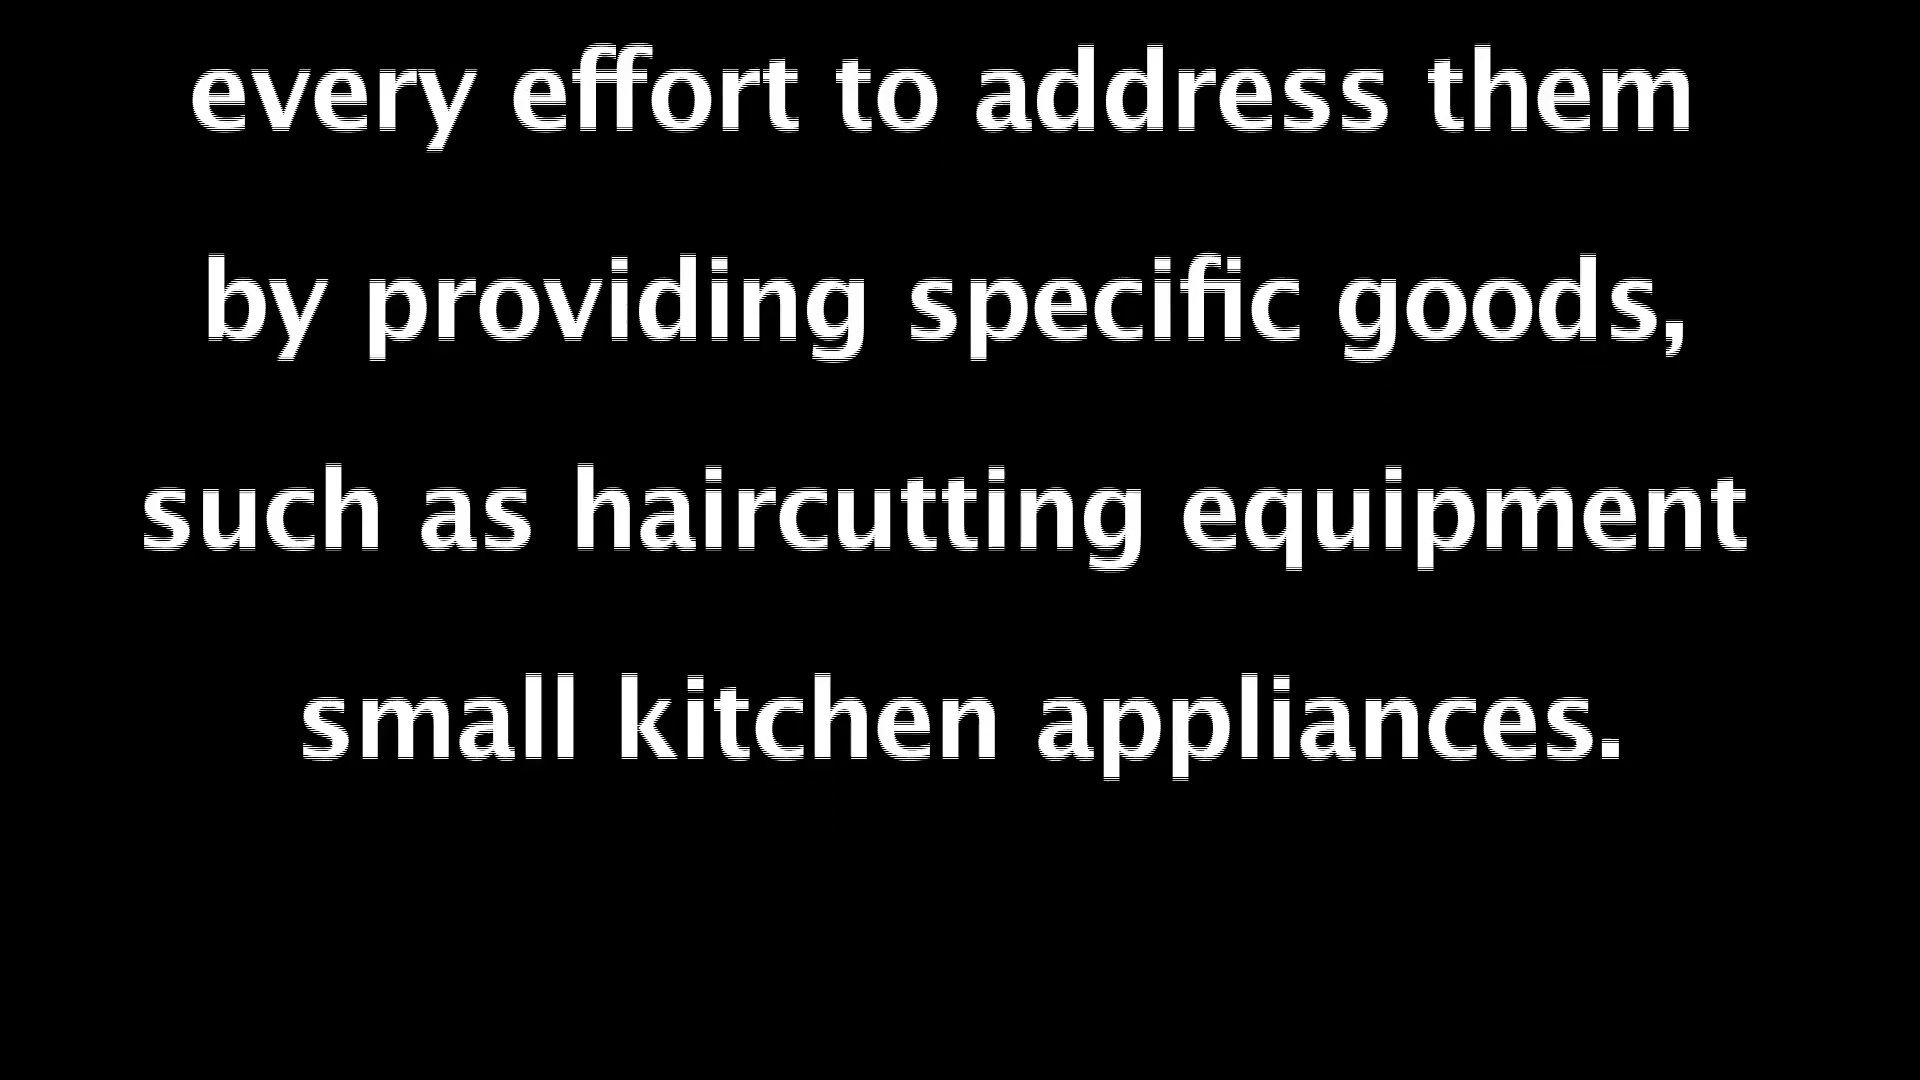 every effort to address them
by providing specific goods,
such as haircutting equipment
small kitchen appliances.